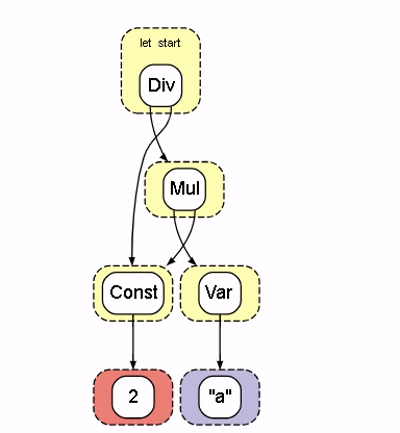 let start
Div
Mul
Const
Var
2
"a"